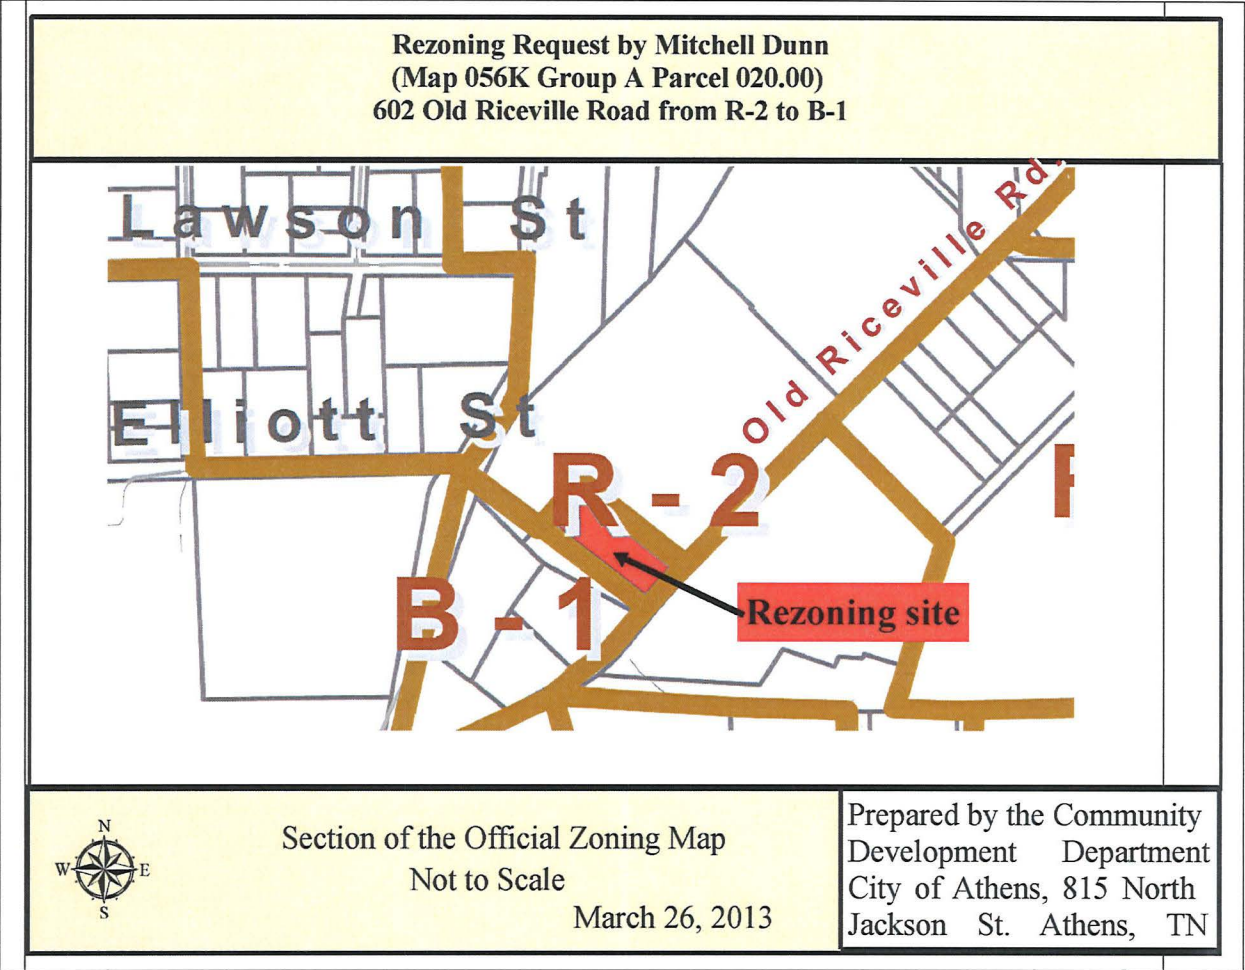 Rezoning Request by Mitchell Dunn
(Map 056K Group A Parcel 020.00)
602 Old Riceville Road from R-2 to B-1
Lawson St
Old Riceville Rd.
Elliott St
R-2
B-1
Rezoning site
N
W E
S
Section of the Official Zoning Map
Not to Scale
March 26, 2013
Prepared by the Community
Development Department
City of Athens, 815 North
Jackson St. Athens, TN